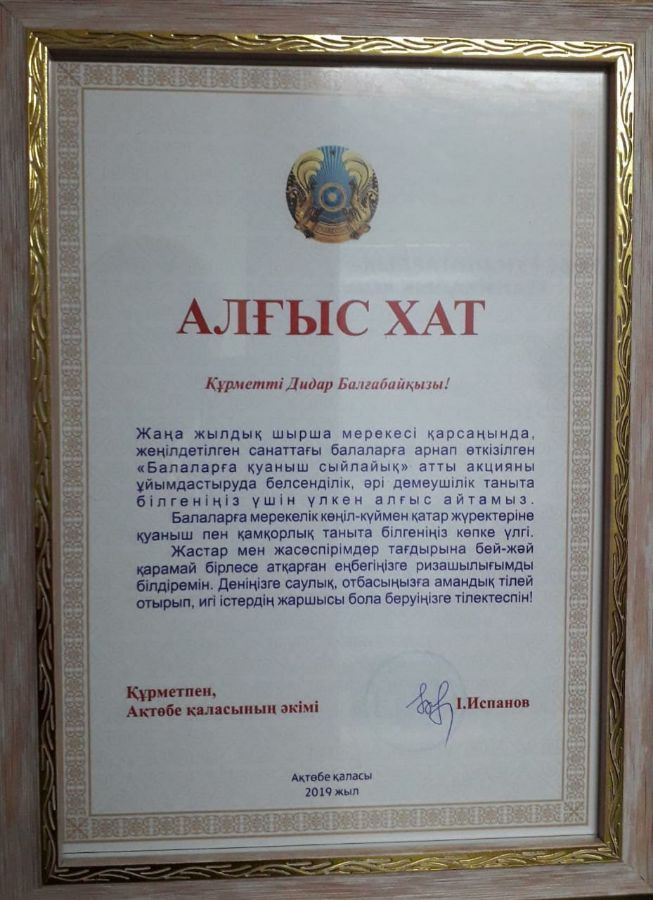 АЛҒЫС ХАТ
Құрметті Дидар Балғабайқызы!
Жаңа жылдық шырша мерекесі қарсаңында,
жеңілдетілген санаттағы балаларға арнап өткізілген
«Балаларға қуаныш сыйлайық» атты акцияны
ұйымдастыруда белсенділік, әрі демеушілік таныта
білгеніңіз үшін үлкен алғыс айтамыз.
Балаларға мерекелік көңіл-күймен қатар жүректеріне
қуаныш пен қамқорлық таныта білгеніңіз көпке үлгі.
Жастар мен жасөспірімдер тағдырына бей-жәй
қарамай бірлесе атқарған еңбегіңізге ризашылығымды
білдіремін. Деніңізге саулық, отбасыңызға амандық тілей
отырып, игі істердің жаршысы бола беруіңізге тілектеспін!
Құрметпен,
Ақтөбе қаласының әкімі
І.Испанов
Ақтөбе қаласы
2019 жыл